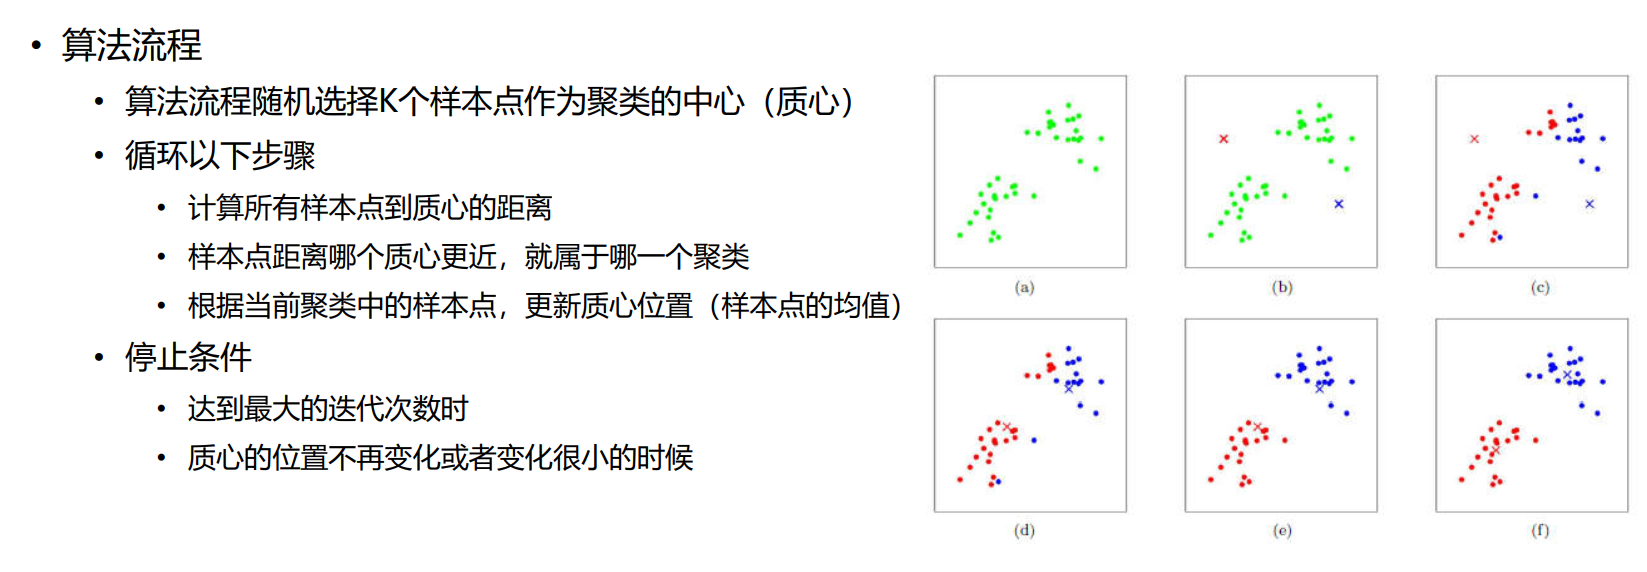 • 算法流程
• 算法流程随机选择K个样本点作为聚类的中心（质心）
• 循环以下步骤
• 计算所有样本点到质心的距离
• 样本点距离哪个质心更近，就属于哪一个聚类
• 根据当前聚类中的样本点，更新质心位置（样本点的均值）
• 停止条件
• 达到最大的迭代次数时
• 质心的位置不再变化或者变化很小的时候
(a) (b) (c)
(d) (e) (f)